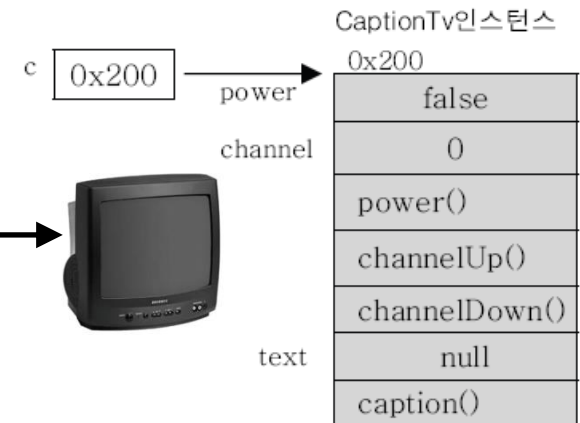 CaptionTv인스턴스
c
0x200
0x200
power
false
channel
0
power()
channelUp()
channelDown()
text
null
caption()